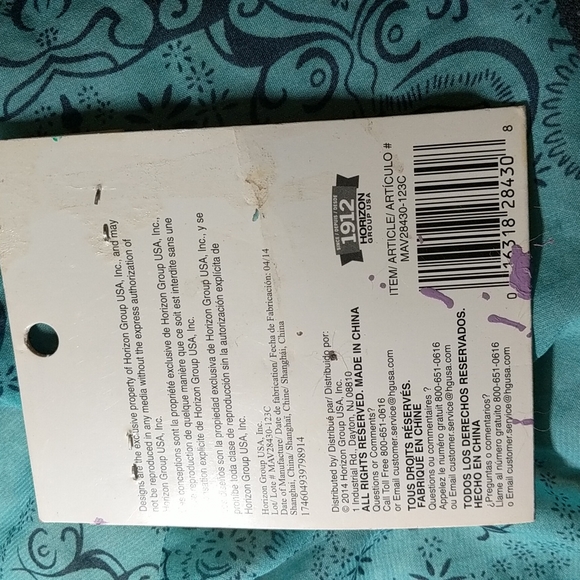 Designs are the exclusive property of Horizon Group USA, Inc., and may
not be reproduced in any media without the express authorization of
Horizon Group USA, Inc.
conceptions sont la propriété exclusive de Horizon Group USA, Inc.,
reproduction de quelque manière que ce soit est interdite sans une
explicite de Horizon Group USA, Inc.
son la propiedad exclusiva de Horizon Group USA, Inc., y se
prohíbe toda clase de reproducción sin la autorización explícita de
Horizon Group USA, Inc.
Horizon Group USA, Inc.
Lot/ Lote # MAV28430-123C
Date of Manufacture/ Date de fabrication/ Fecha de Fabricación: 04/14
Shanghai, China/ Shanghai, Chine/ Shanghái, China
17460493979 8914
1912
HORIZON
GROUP USA
Distributed by/ Distribué par/ Distribuido por:
© 2014 Horizon Group USA, Inc.
1 Industrial Rd., Dayton, NJ 08810
ALL RIGHTS RESERVED. MADE IN CHINA
Questions or Comments?
Call Toll Free 800-651-0616
or Email customer.service@hgusa.com
TOUS DROITS RÉSERVÉS.
FABRIQUÉ EN CHINE
Questions ou commentaires ?
Appelez le numéro gratuit 800-651-0616
ou Email customer.service@hgusa.com
TODOS LOS DERECHOS RESERVADOS.
HECHO EN CHINA
¿Preguntas o comentarios?
Llame al número gratuito 800-651-0616
o Email customer.service@hgusa.com
ITEM/ ARTICLE/ ARTÍCULO #
MAV28430-123C
0 16318 28430 8